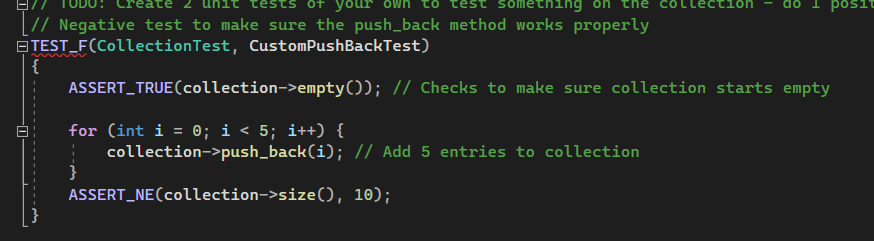 // TODO: Create 2 unit tests of your own to test something on the collection - do 1 posit
// Negative test to make sure the push_back method works properly
TEST_F(CollectionTest, CustomPushBackTest)
{
    ASSERT_TRUE(collection->empty()); // Checks to make sure collection starts empty
    for (int i = 0; i < 5; i++) {
        collection->push_back(i); // Add 5 entries to collection
    }
    ASSERT_NE(collection->size(), 10);
}